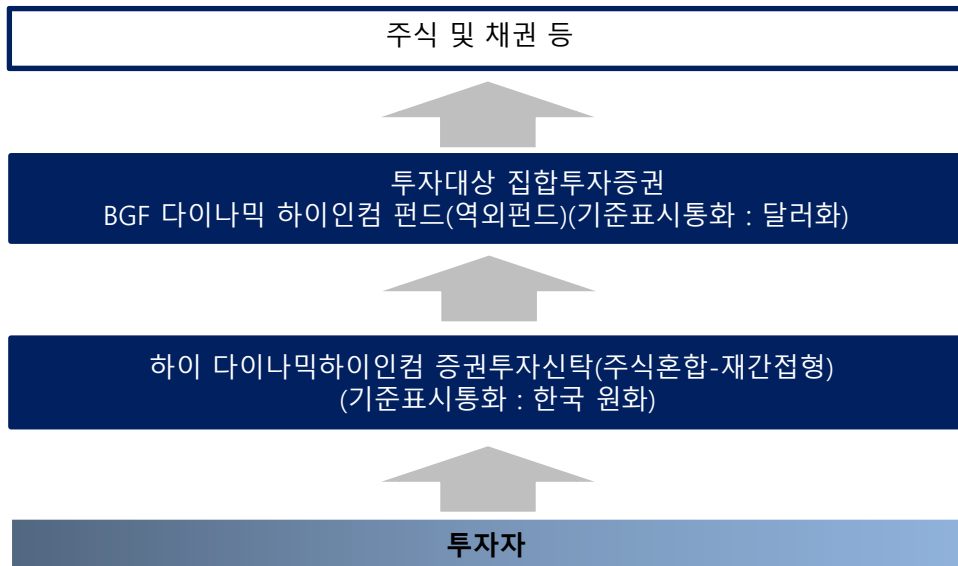 주식 및 채권 등
투자대상 집합투자증권
BGF 다이나믹 하이인컴 펀드(역외펀드)(기준표시통화 : 달러화)
하이 다이나믹하이인컴 증권투자신탁(주식혼합-재간접형)
(기준표시통화 : 한국 원화)
투자자